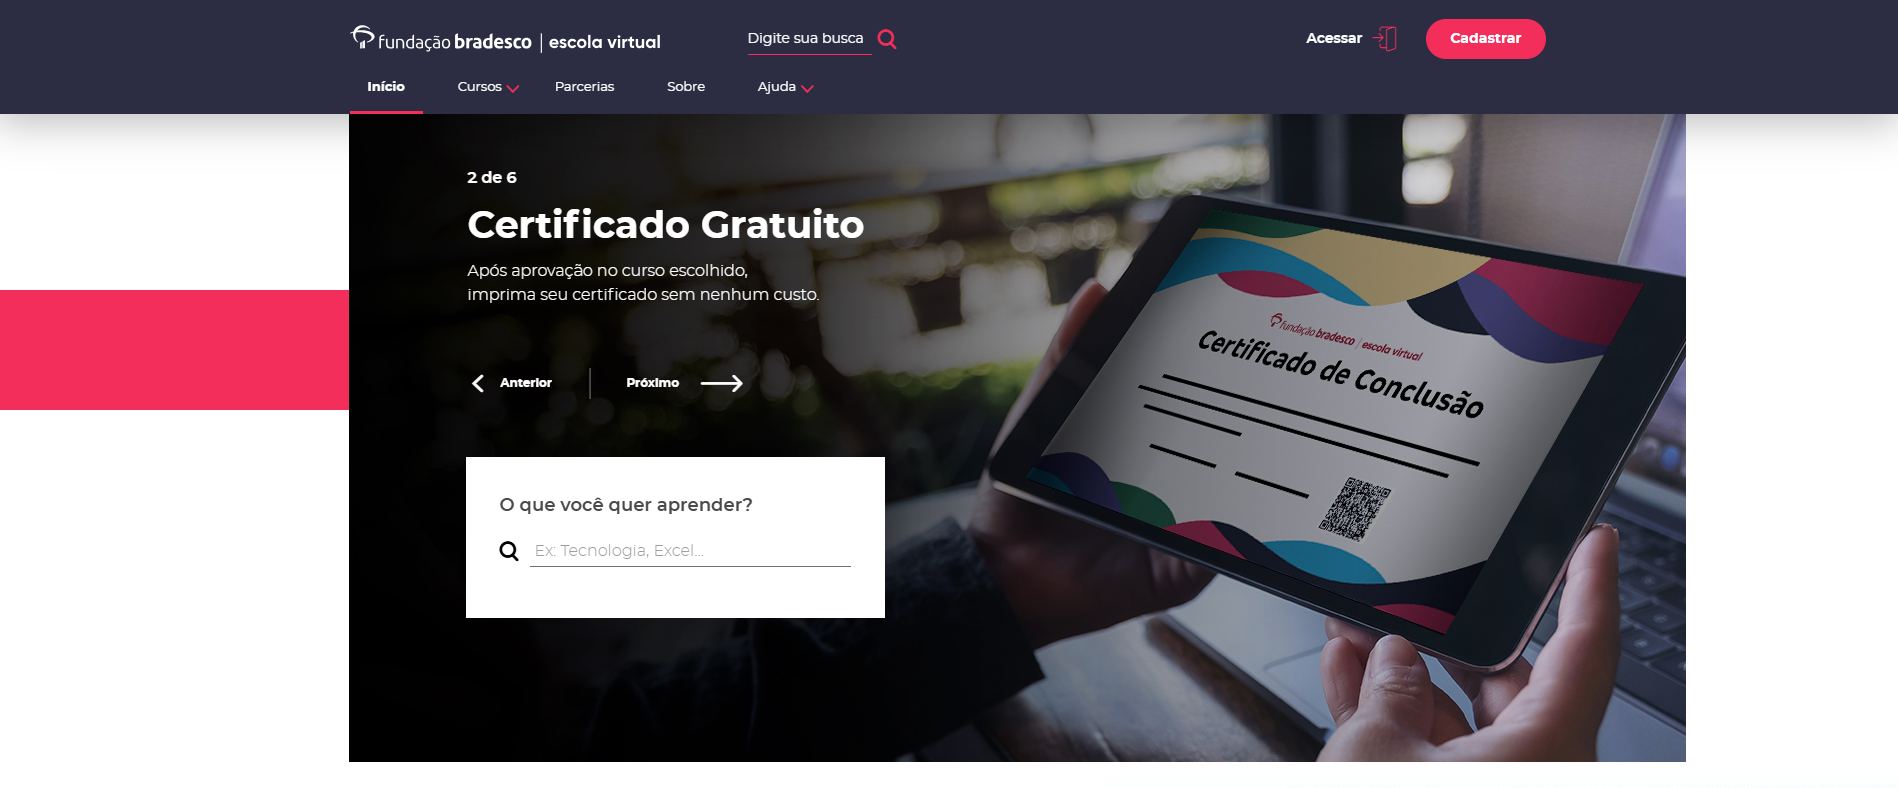 fundação bradesco | escola virtual
Digite sua busca
Acessar
Cadastrar
Início
Cursos
Parcerias
Sobre
Ajuda
2 de 6
Certificado Gratuito
Após aprovação no curso escolhido,
imprima seu certificado sem nenhum custo.
Anterior
Próximo
O que você quer aprender?
Ex: Tecnologia, Excel...
fundação bradesco / escola virtual
Certificado de Conclusão